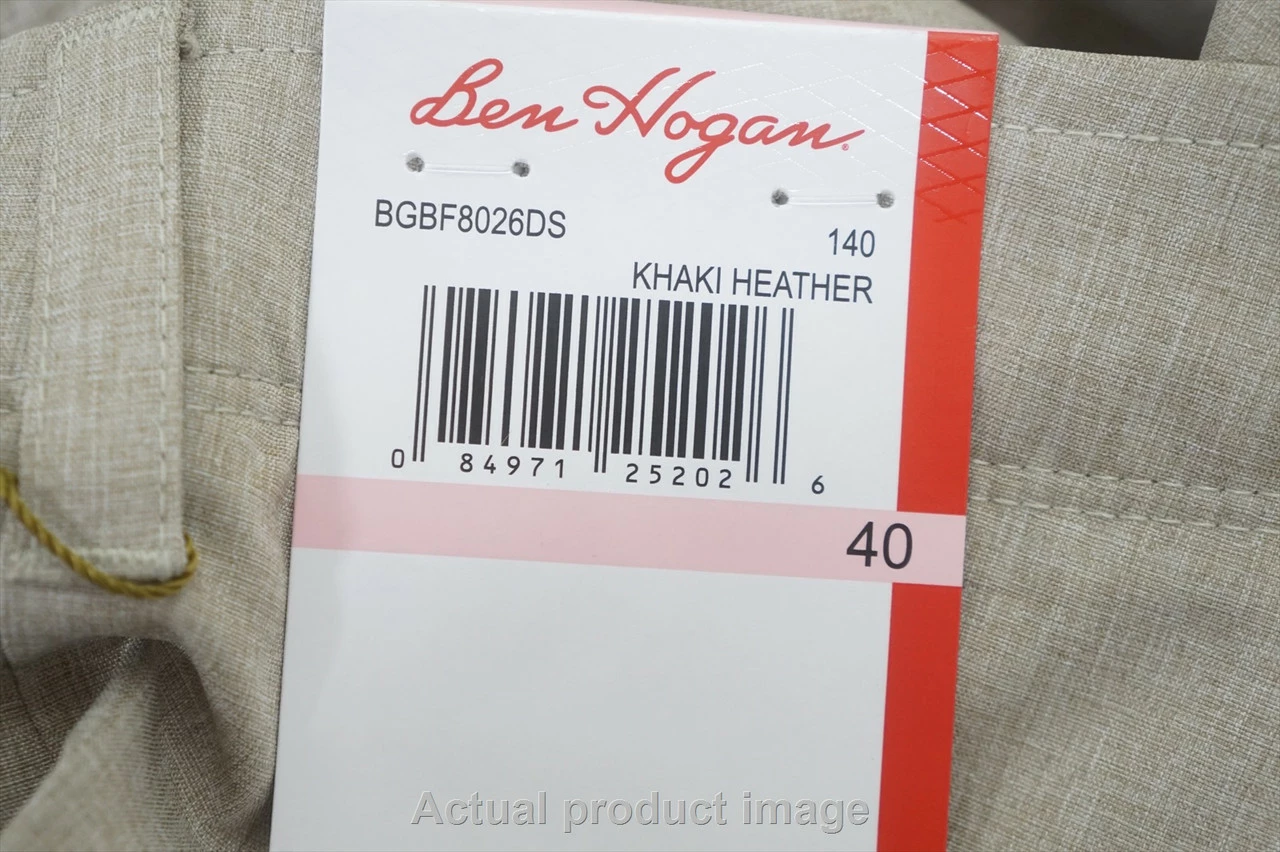 Ben Hogan®
BGBF8026DS
140
KHAKI HEATHER
0 84971 25202 6
40
Actual product image